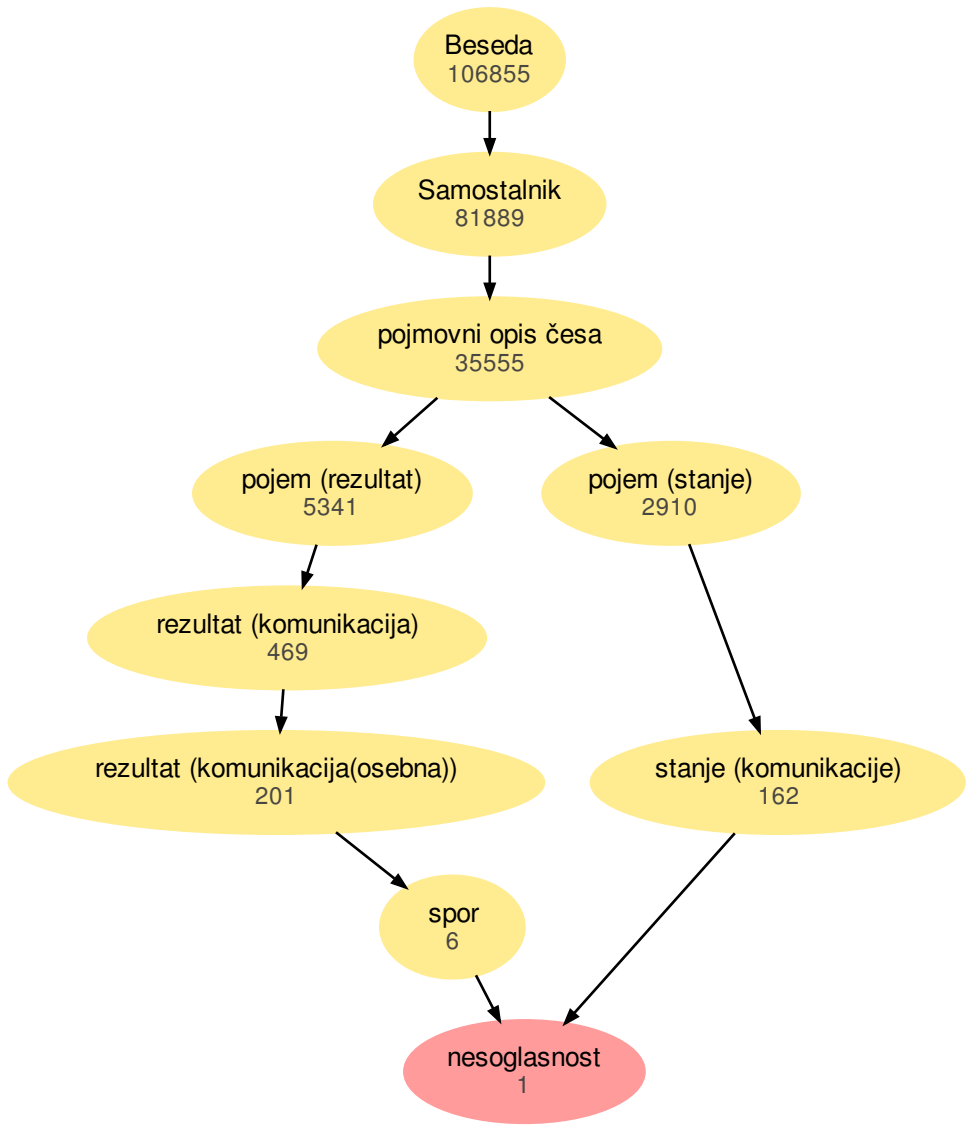 Beseda
106855
Samostalnik
81889
pojmovni opis česa
35555
pojem (rezultat)
5341
pojem (stanje)
2910
rezultat (komunikacija)
469
rezultat (komunikacija(osebna))
201
stanje (komunikacije)
162
spor
6
nesoglasnost
1